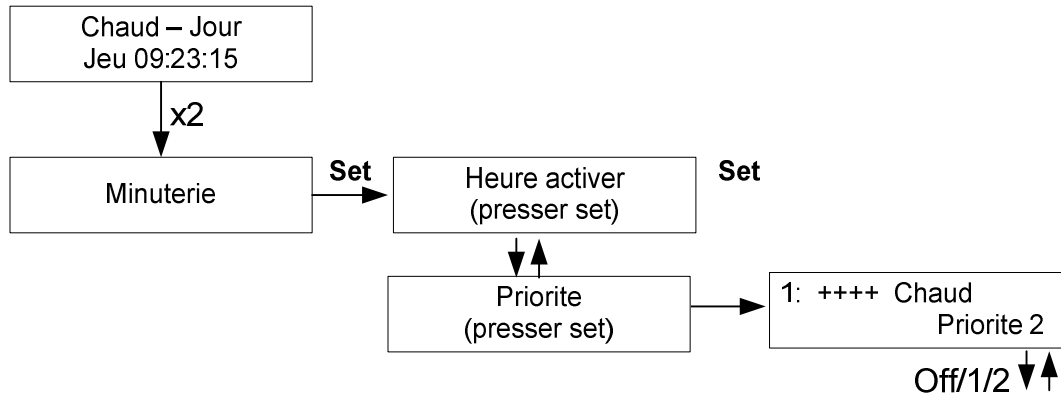 Chaud – Jour
Jeu 09:23:15
x2
Minuterie
Set
Heure activer
(presser set)
Set
Priorite
(presser set)
1: ++++ Chaud
Priorite 2
Off/1/2